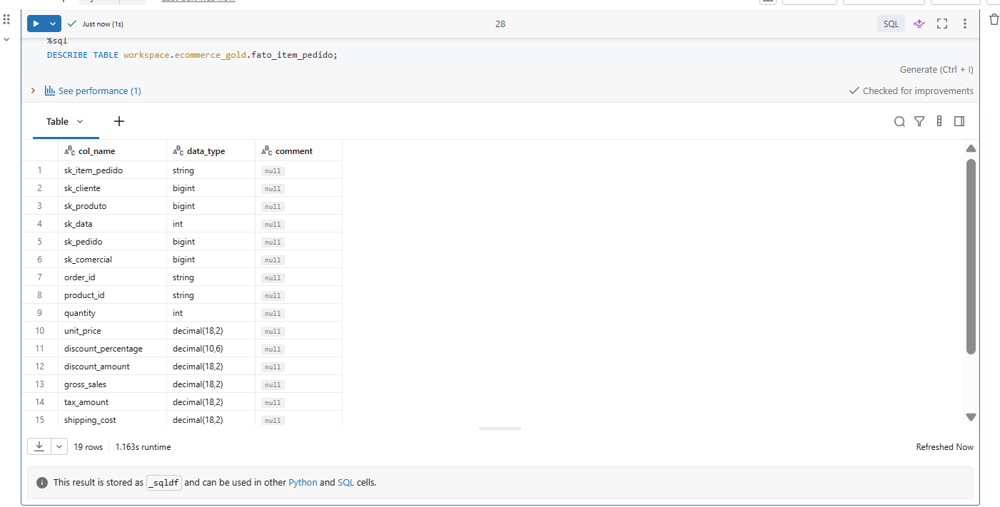 Just now (1s)
28
SQL
%sql
DESCRIBE TABLE workspace.ecommerce_gold.fato_item_pedido;
Generate (Ctrl + I)
See performance (1)
Checked for improvements
Table
col_name data_type comment
1 sk_item_pedido string null
2 sk_cliente bigint null
3 sk_produto bigint null
4 sk_data int null
5 sk_pedido bigint null
6 sk_comercial bigint null
7 order_id string null
8 product_id string null
9 quantity int null
10 unit_price decimal(18,2) null
11 discount_percentage decimal(10,6) null
12 discount_amount decimal(18,2) null
13 gross_sales decimal(18,2) null
14 tax_amount decimal(18,2) null
15 shipping_cost decimal(18,2) null
19 rows 1.163s runtime
Refreshed Now
This result is stored as _sqldf and can be used in other Python and SQL cells.